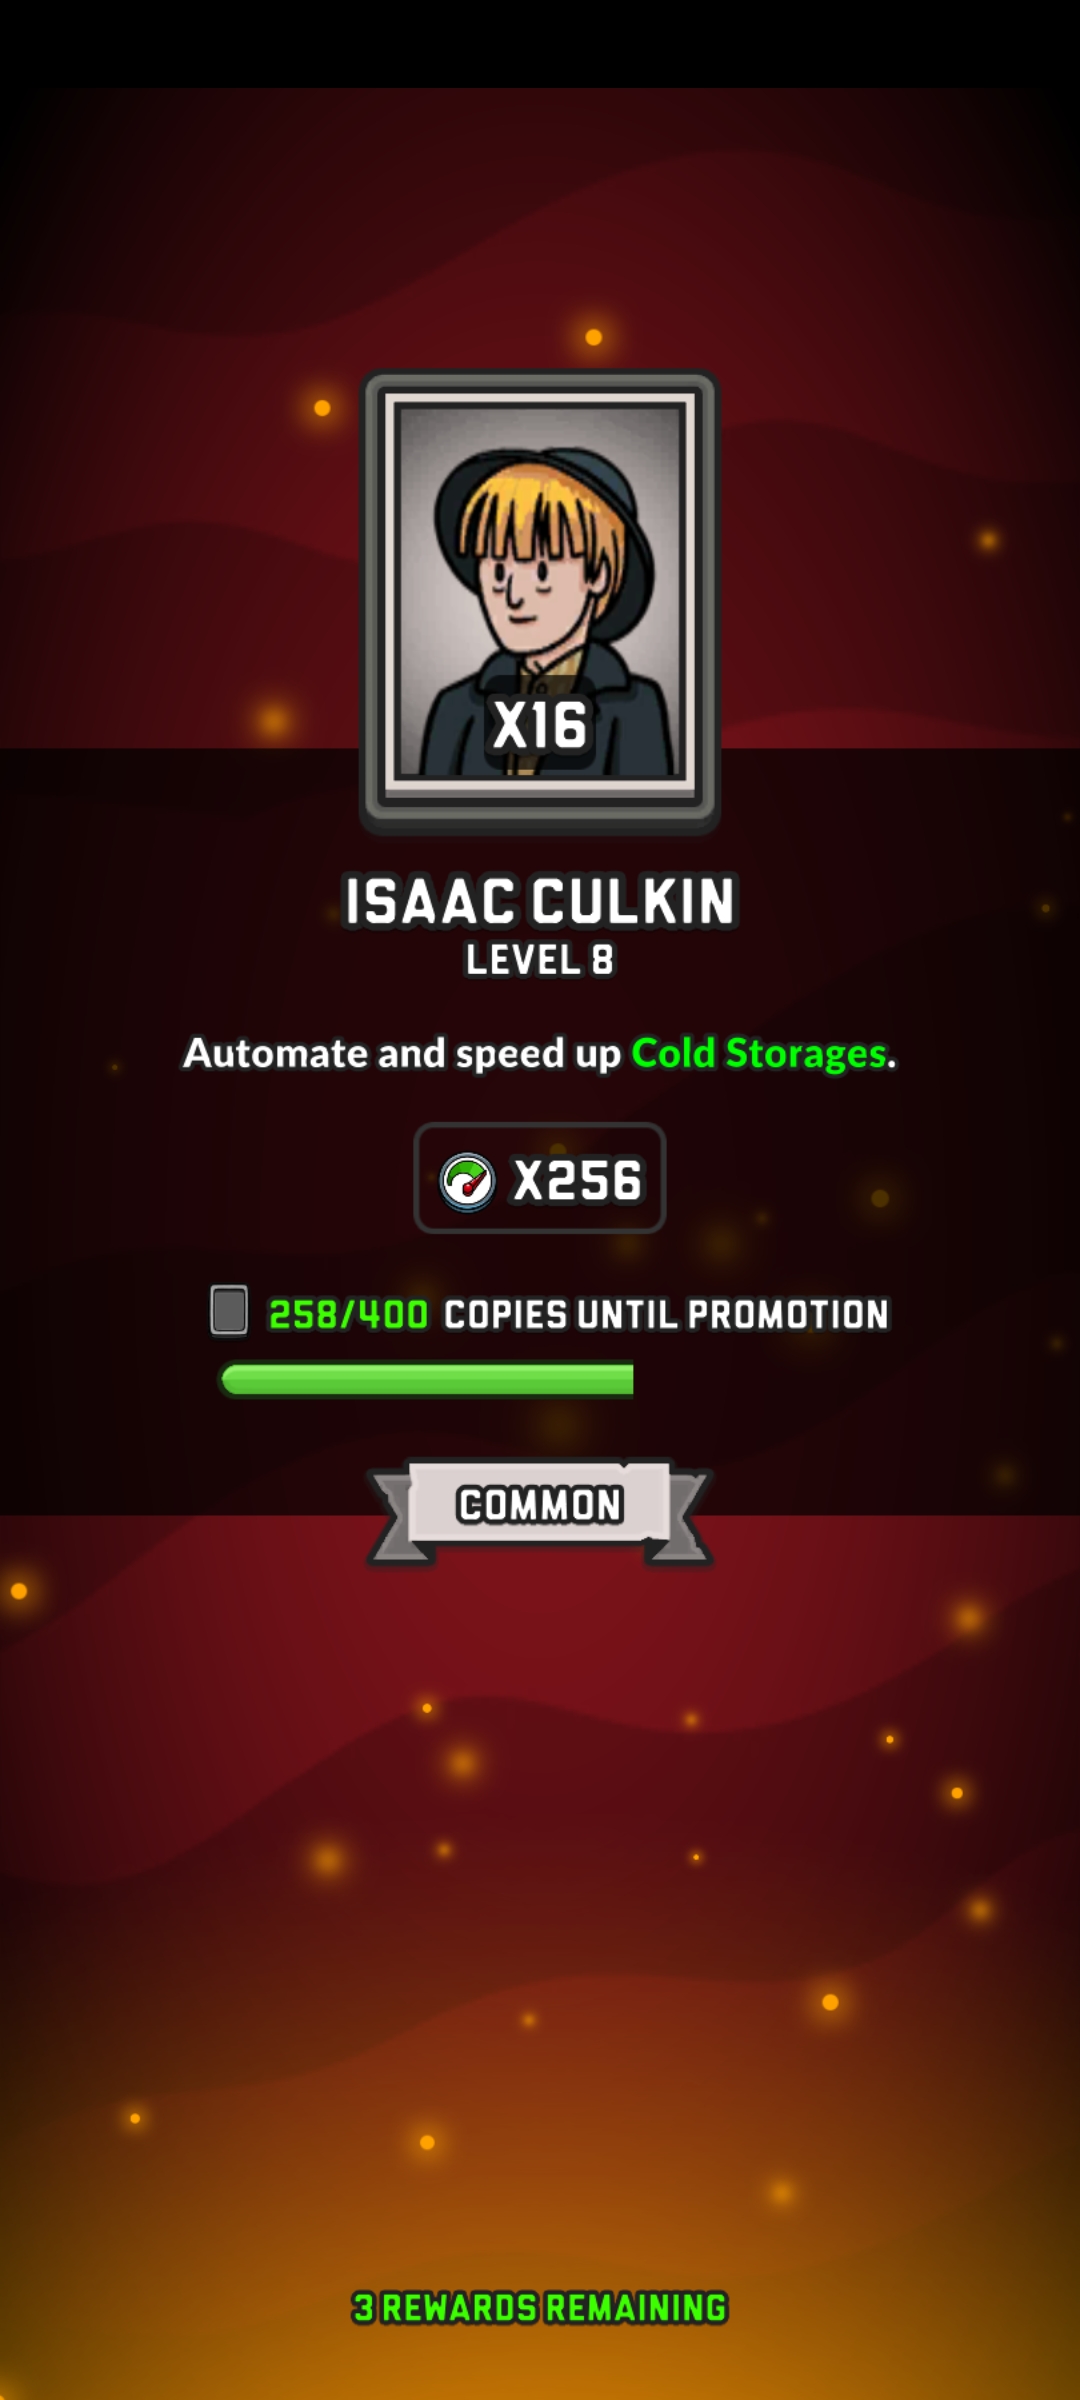 X16
ISAAC CULKIN
LEVEL 8
Automate and speed up Cold Storages.
X256
258/400 COPIES UNTIL PROMOTION
COMMON
3 REWARDS REMAINING